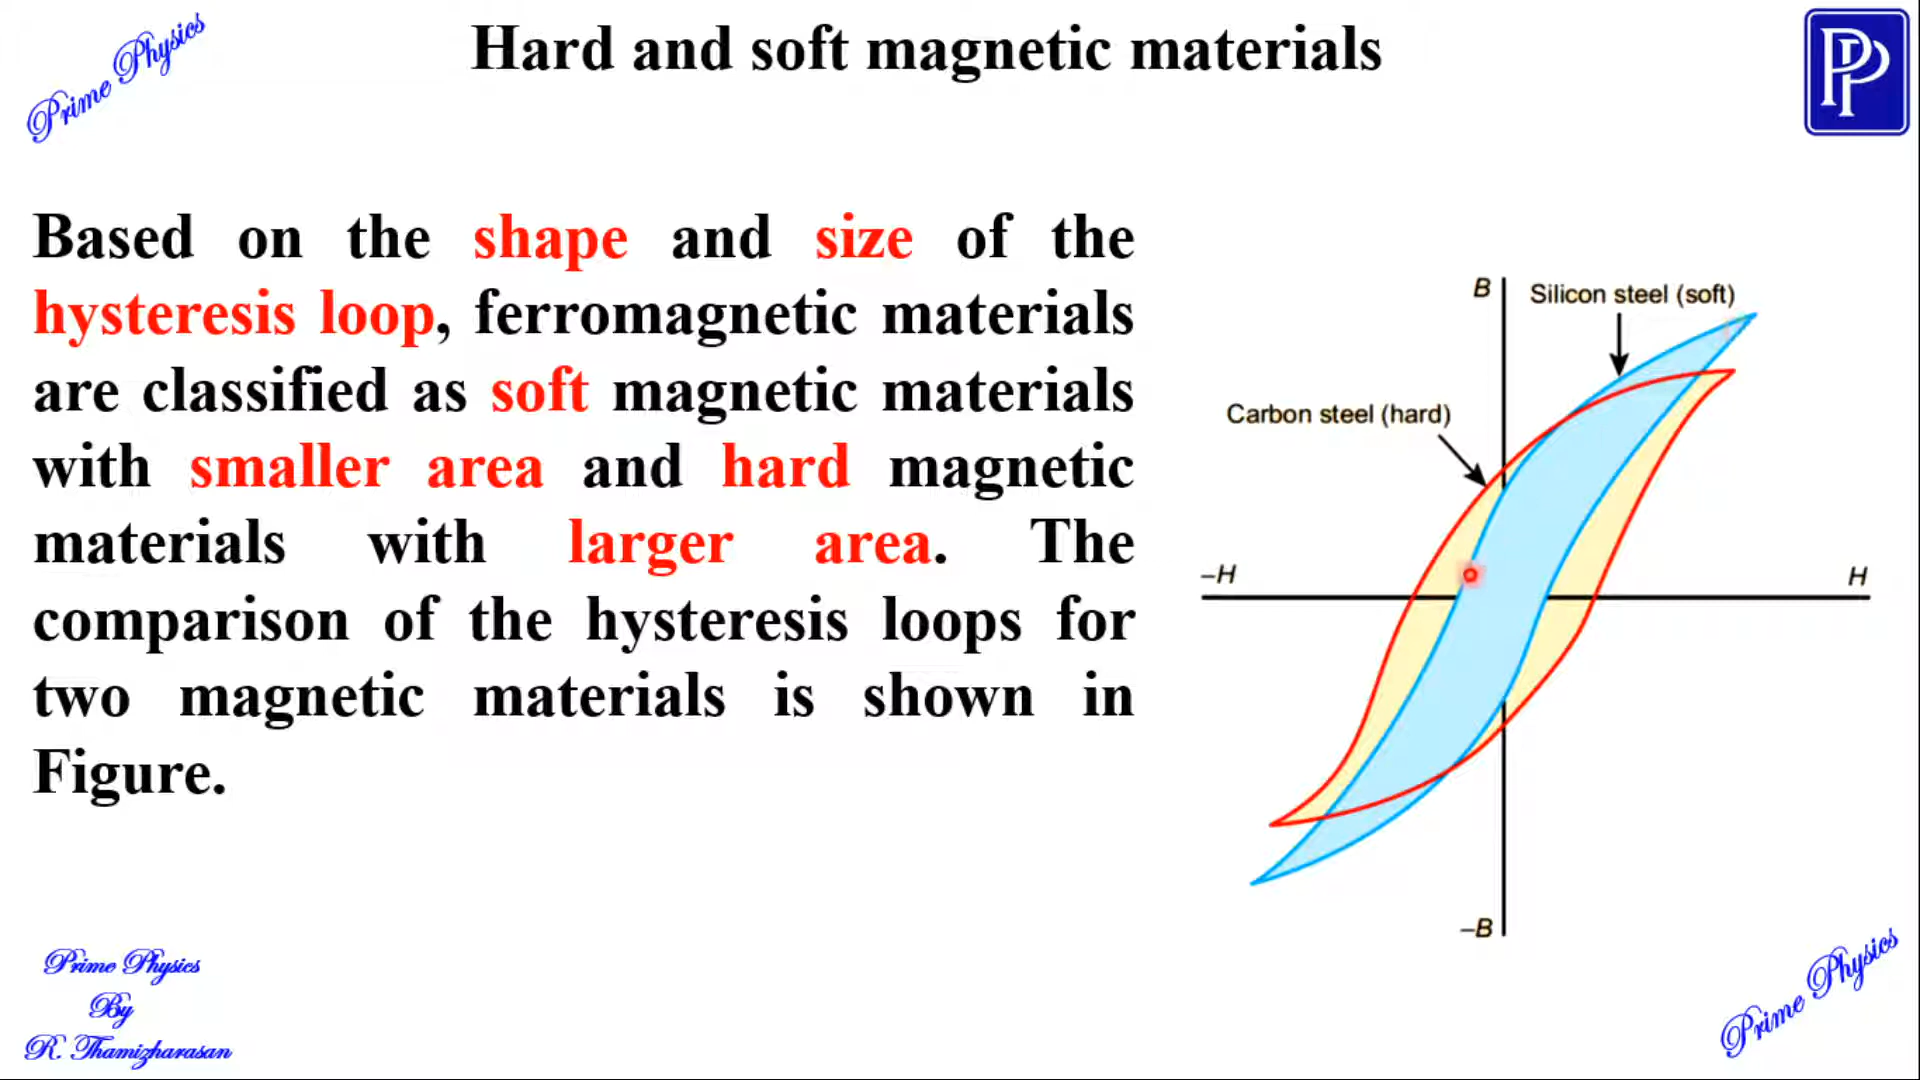 Prime Physics
Hard and soft magnetic materials
PP
Based on the shape and size of the
hysteresis loop, ferromagnetic materials
are classified as soft magnetic materials
with smaller area and hard magnetic
materials with larger area. The
comparison of the hysteresis loops for
two magnetic materials is shown in
Figure.
B
Silicon steel (soft)
Carbon steel (hard)
–H
H
–B
Prime Physics
By
R. Thamizharasan
Prime Physics